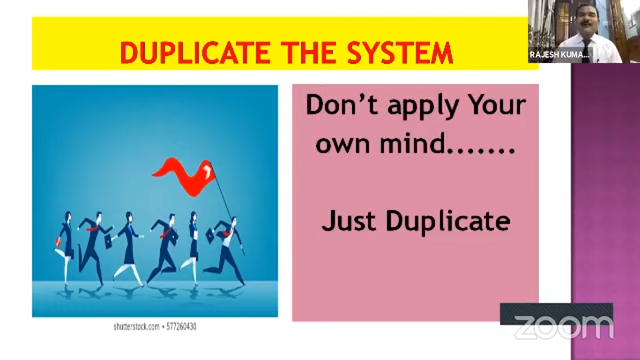 DUPLICATE THE SYSTEM
RAJESH KUMA...
Don't apply Your
own mind.......
Just Duplicate
shutterstock.com • 577260430
zoom